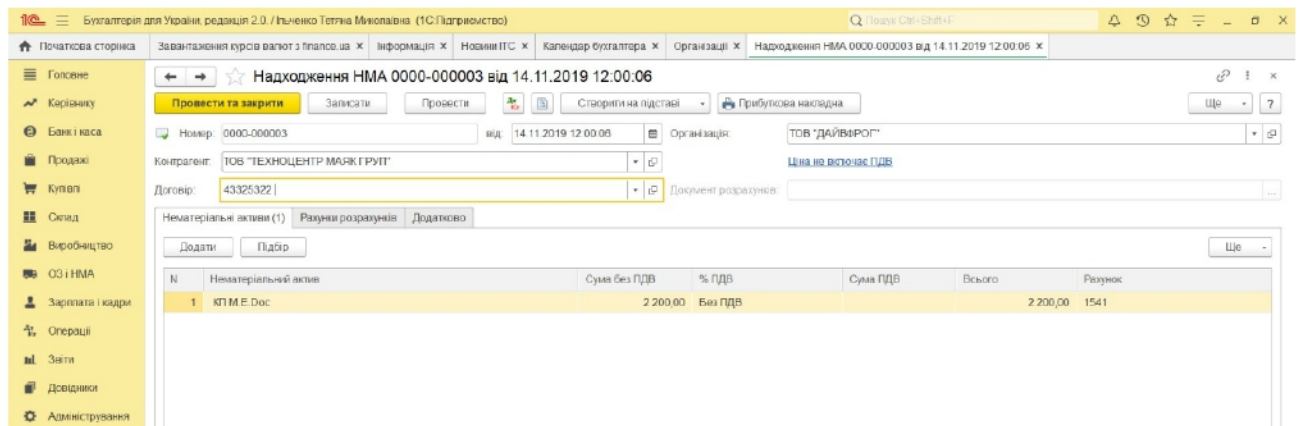 1С Бухгалтерія для України, редакція 2.0. / Ільченко Тетяна Миколаївна (1С:Підприємство) Пошук Ctrl+Shift+F
Початкова сторінка Завантаження курсів валют з finance.ua × Інформація × Новини ІТС × Календар бухгалтера × Організації × Надходження НМА 0000-000003 від 14.11.2019 12:00:06 ×
Головне
Надходження НМА 0000-000003 від 14.11.2019 12:00:06
Керівнику
Провести та закрити Записати Провести Створити на підставі Прибуткова накладна Ще ?
Банк і каса
Номер: 0000-000003 від: 14.11.2019 12:00:06 Організація: ТОВ "ДАЙВФРОГ"
Продажі
Контрагент: ТОВ "ТЕХНОЦЕНТР МАЯК ГРУП" Ціна не включає ПДВ
Купівлі
Договір: 43325322 Документ розрахунків:
Склад
Нематеріальні активи (1) Рахунки розрахунків Додатково
Виробництво
Додати Підбір Ще
ОЗ і НМА
N Нематеріальний актив Сума без ПДВ % ПДВ Сума ПДВ Всього Рахунок
Зарплата і кадри
1 КП M.E.Doc 2 200,00 Без ПДВ 2 200,00 1541
Операції
Звіти
Довідники
Адміністрування